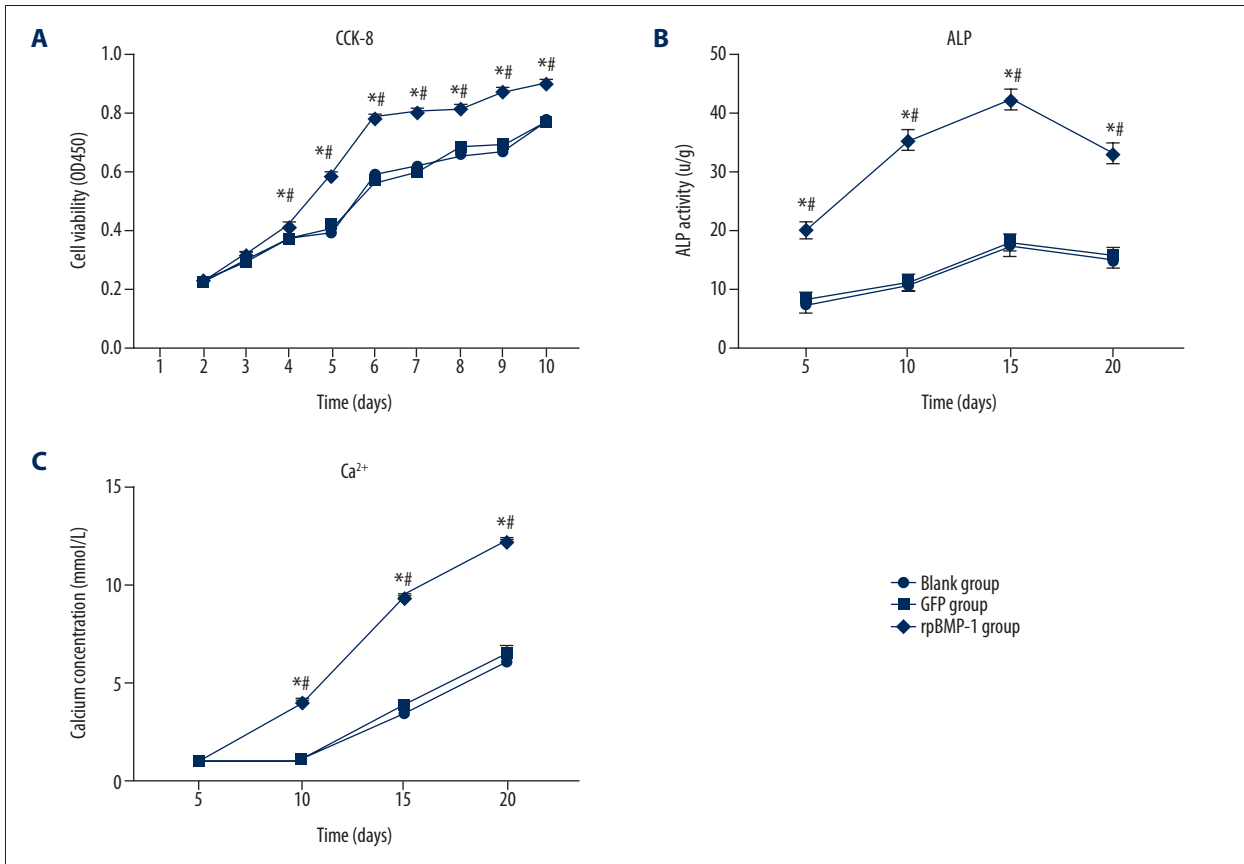 A
CCK-8
Cell viability (OD450)
1.0
0.8
0.6
0.4
0.2
0.0
*# *# *# *# *# *# *#
1 2 3 4 5 6 7 8 9 10
Time (days)
B
ALP
ALP activity (u/g)
50
40
30
20
10
0
*# *# *# *#
5 10 15 20
Time (days)
C
Ca²⁺
Calcium concentration (mmol/L)
15
10
5
0
*# *# *#
5 10 15 20
Time (days)
Blank group
GFP group
rpBMP-1 group